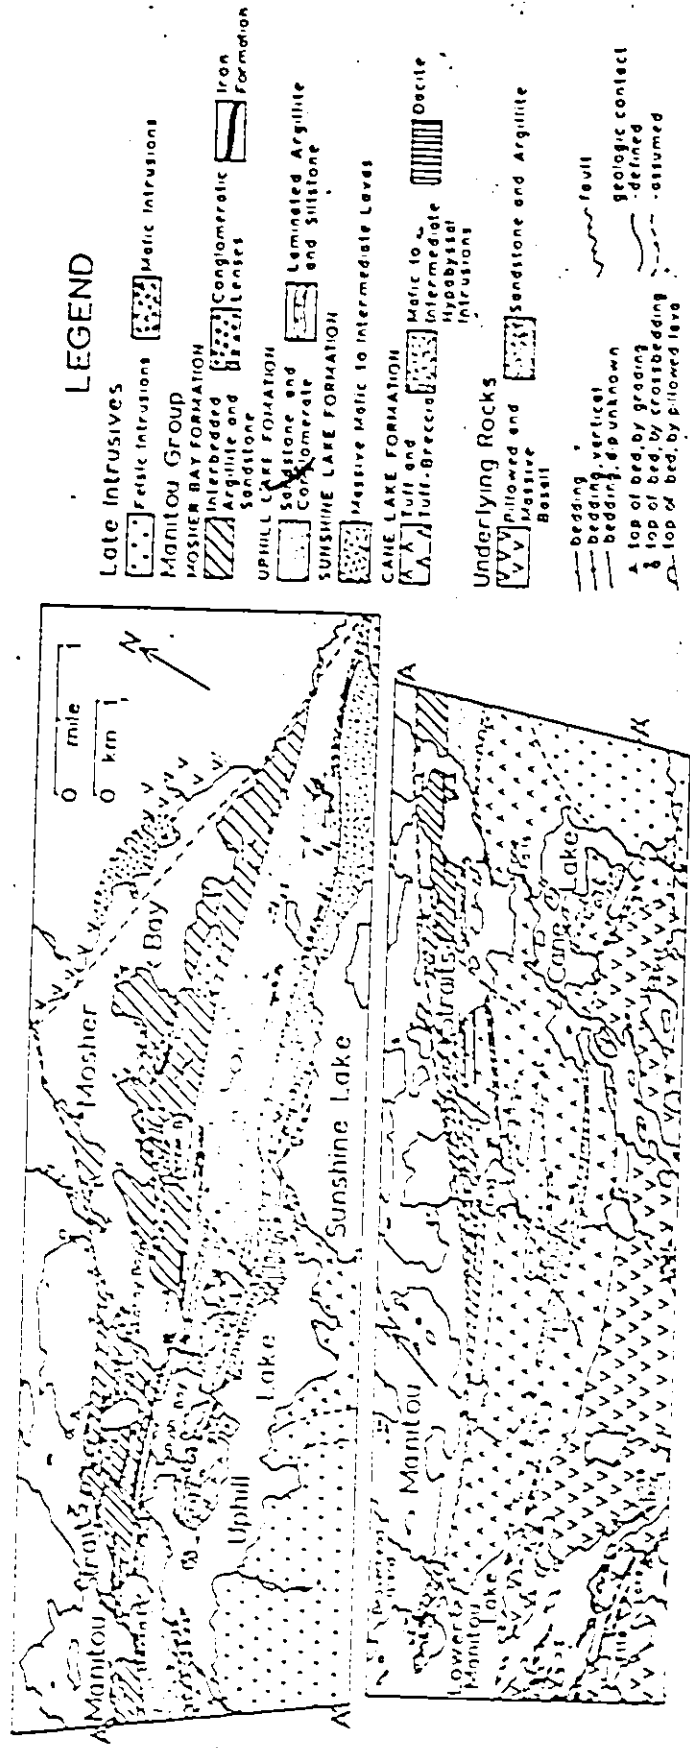 LEGEND
Late Intrusives
Felsic Intrusions
Mafic Intrusions
Manitou Group
MOSHER BAY FORMATION
Interbedded
Argillite and
Sandstone
Conglomeratic
Lenses
Iron
Formation
UPHILL LAKE FORMATION
Sandstone and
Conglomerate
Laminated Argillite
and Siltstone
SUNSHINE LAKE FORMATION
Massive Mafic to Intermediate Lavas
CANE LAKE FORMATION
Tuff and
Tuff-Breccia
Mafic to
Intermediate
Hypabyssal
Intrusions
Dacite
Underlying Rocks
Pillowed and
Massive
Basalt
Sandstone and Argillite
bedding
bedding, vertical
bedding, dip unknown
top of bed, by grading
top of bed, by crossbedding
top of bed, by pillowed lava
fault
geologic contact
-defined
-assumed
0 mile 1
0 km 1
N
Mosher
Bay
Manitou Straits
Uphill
Lake
Sunshine Lake
A
A'
A
A'
Manitou
Straits
Lower
Manitou
Lake
Cane
Lake